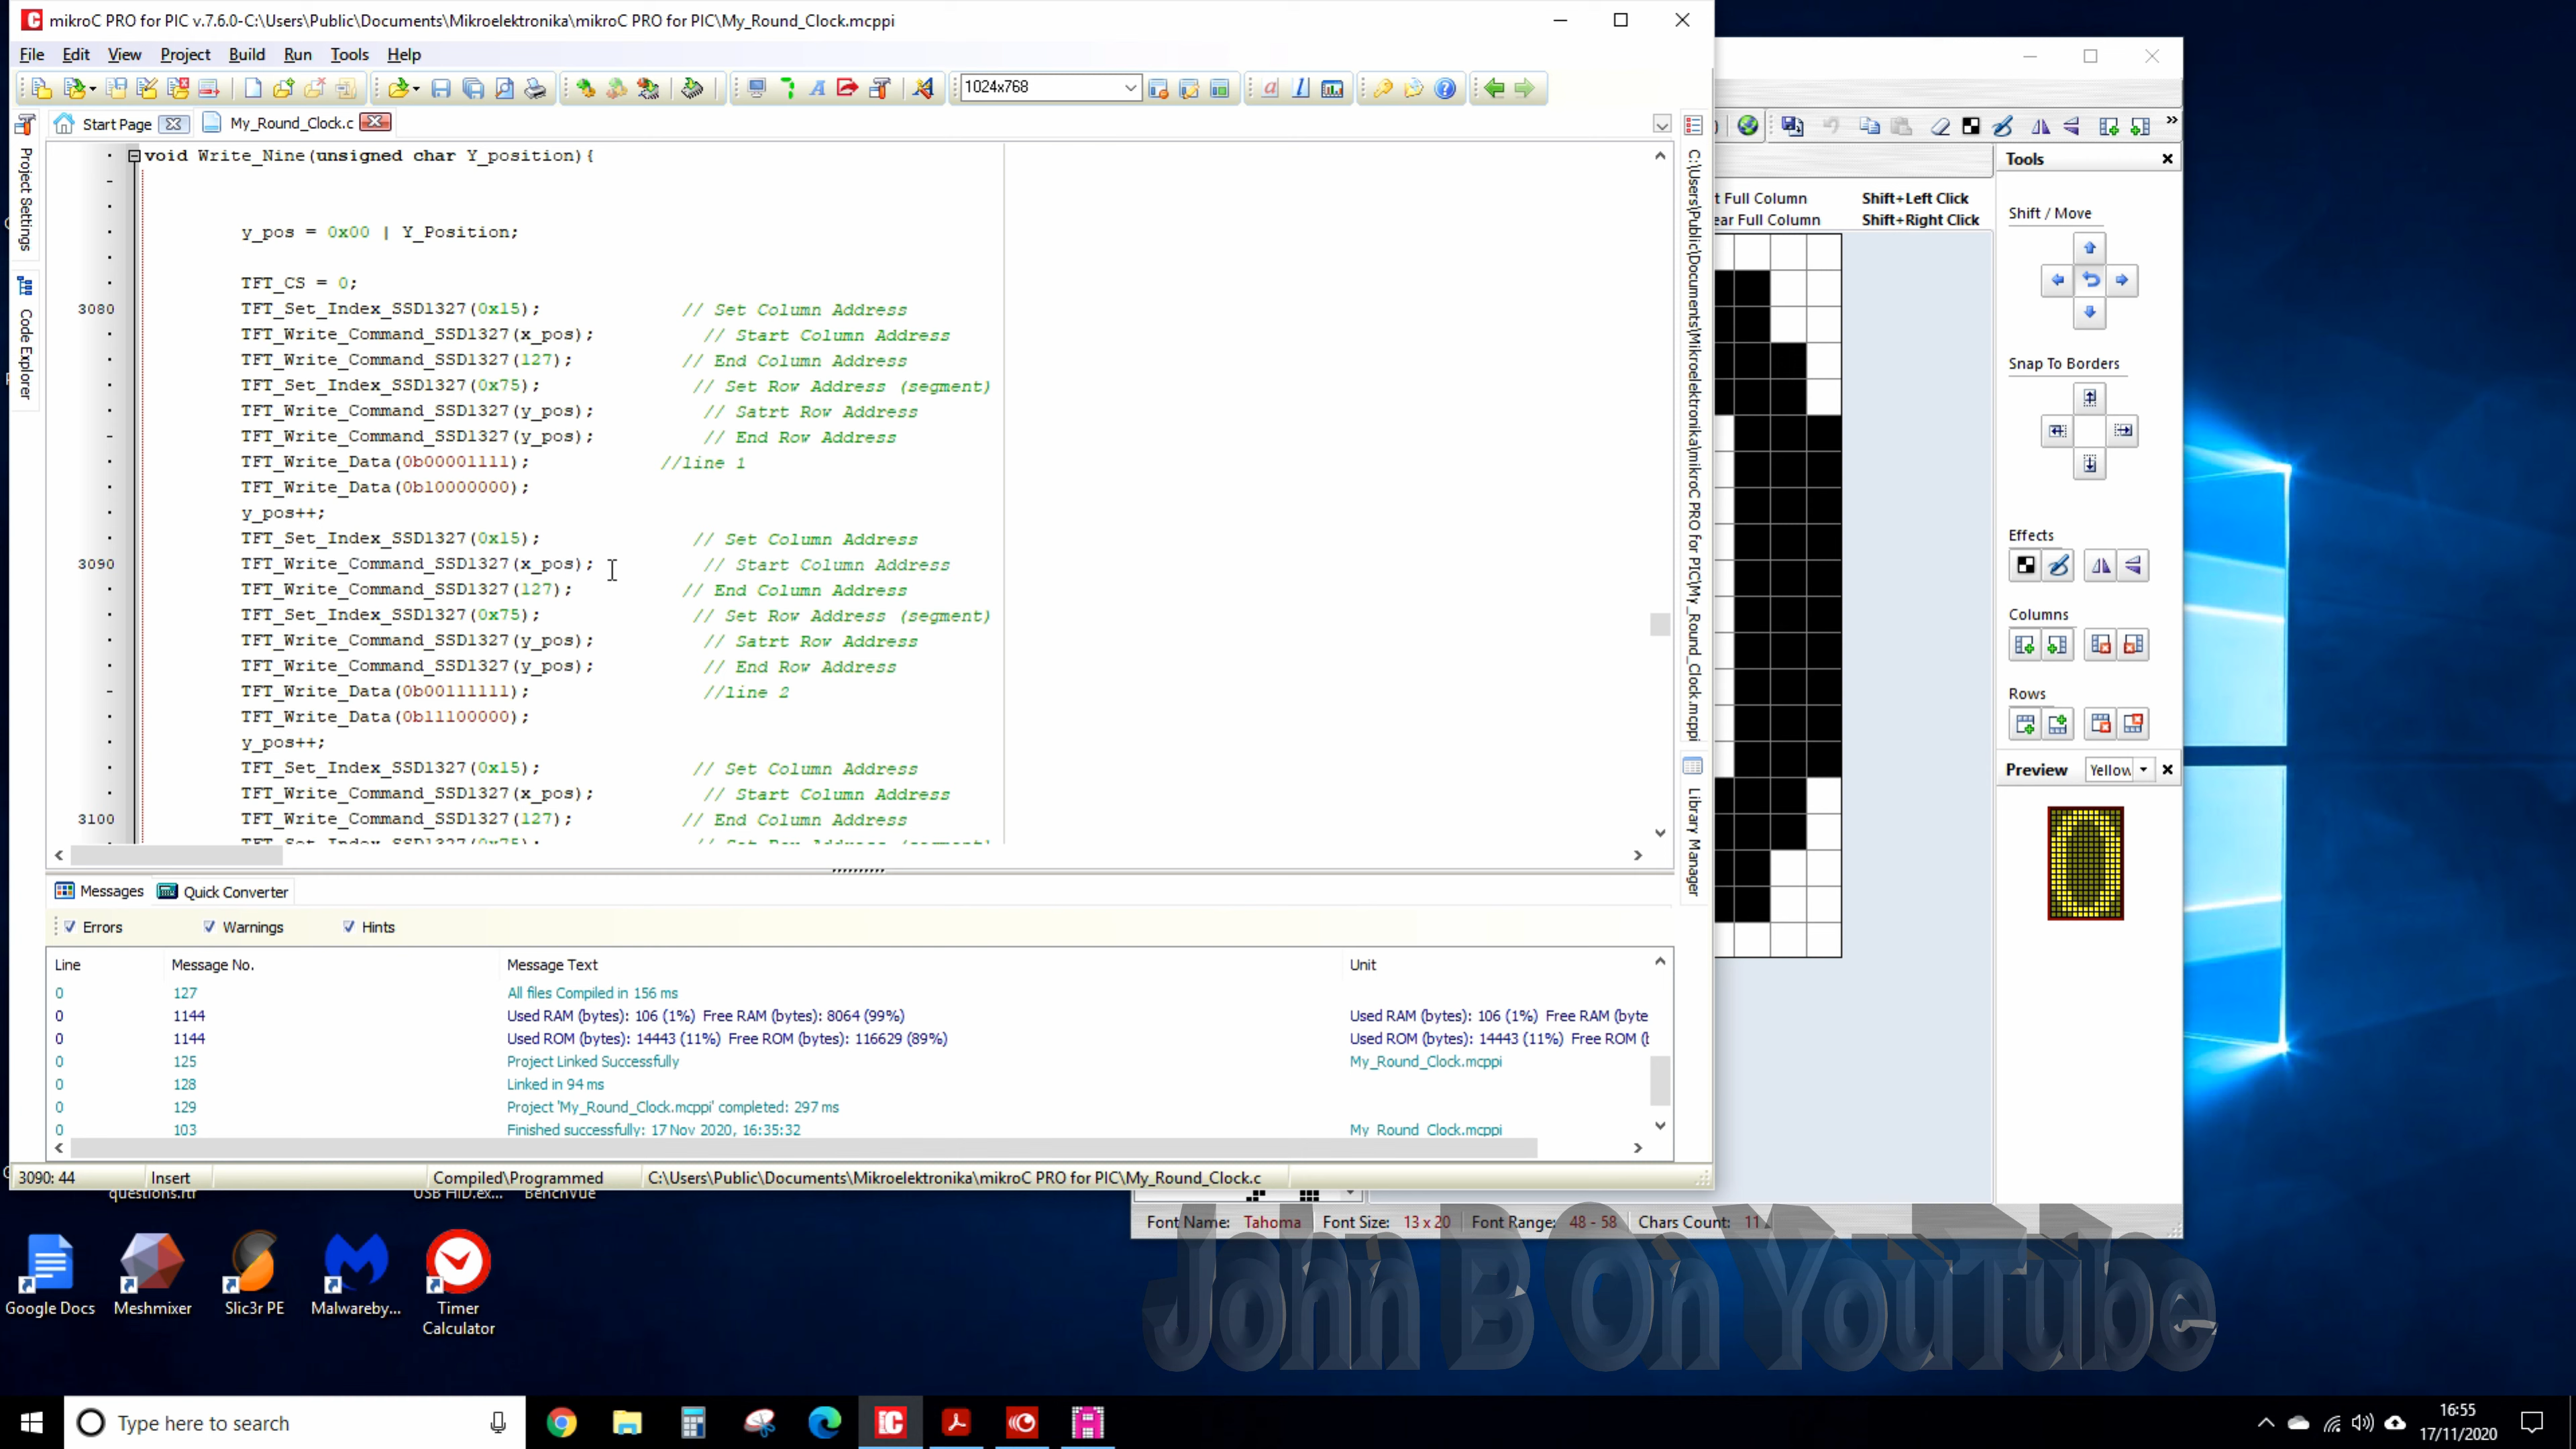 mikroC PRO for PIC v.7.6.0-C:\Users\Public\Documents\Mikroelektronika\mikroC PRO for PIC\My_Round_Clock.mcppi
File Edit View Project Build Run Tools Help
1024x768
Start Page My_Round_Clock.c
Project Settings
Code Explorer
void Write_Nine(unsigned char Y_position){
y_pos = 0x00 | Y_Position;
TFT_CS = 0;
3080 TFT_Set_Index_SSD1327(0x15); // Set Column Address
TFT_Write_Command_SSD1327(x_pos); // Start Column Address
TFT_Write_Command_SSD1327(127); // End Column Address
TFT_Set_Index_SSD1327(0x75); // Set Row Address (segment)
TFT_Write_Command_SSD1327(y_pos); // Satrt Row Address
TFT_Write_Command_SSD1327(y_pos); // End Row Address
TFT_Write_Data(0b00001111); //line 1
TFT_Write_Data(0b10000000);
y_pos++;
TFT_Set_Index_SSD1327(0x15); // Set Column Address
3090 TFT_Write_Command_SSD1327(x_pos); // Start Column Address
TFT_Write_Command_SSD1327(127); // End Column Address
TFT_Set_Index_SSD1327(0x75); // Set Row Address (segment)
TFT_Write_Command_SSD1327(y_pos); // Satrt Row Address
TFT_Write_Command_SSD1327(y_pos); // End Row Address
TFT_Write_Data(0b00111111); //line 2
TFT_Write_Data(0b11100000);
y_pos++;
TFT_Set_Index_SSD1327(0x15); // Set Column Address
TFT_Write_Command_SSD1327(x_pos); // Start Column Address
3100 TFT_Write_Command_SSD1327(127); // End Column Address
TFT_Set_Index_SSD1327(0x75); // Set Row Address (segment)
C:\Users\Public\Documents\Mikroelektronika\mikroC PRO for PIC\My_Round_Clock.mcppi
Library Manager
Messages Quick Converter
Errors Warnings Hints
Line Message No. Message Text Unit
0 127 All files Compiled in 156 ms
0 1144 Used RAM (bytes): 106 (1%) Free RAM (bytes): 8064 (99%) Used RAM (bytes): 106 (1%) Free RAM (byte
0 1144 Used ROM (bytes): 14443 (11%) Free ROM (bytes): 116629 (89%) Used ROM (bytes): 14443 (11%) Free ROM (b
0 125 Project Linked Successfully My_Round_Clock.mcppi
0 128 Linked in 94 ms
0 129 Project 'My_Round_Clock.mcppi' completed: 297 ms
0 103 Finished successfully: 17 Nov 2020, 16:35:32 My_Round_Clock.mcppi
3090: 44 Insert Compiled\Programmed C:\Users\Public\Documents\Mikroelektronika\mikroC PRO for PIC\My_Round_Clock.c
Tools
t Full Column Shift+Left Click
ear Full Column Shift+Right Click
Shift / Move
Snap To Borders
Effects
Columns
Rows
Preview Yellow
Font Name: Tahoma Font Size: 13 x 20 Font Range: 48 - 58 Chars Count: 11
questions.rtf USB HID.ex... BenchVue
Google Docs Meshmixer Slic3r PE Malwareby... Timer Calculator
John B On YouTube
Type here to search
16:55
17/11/2020